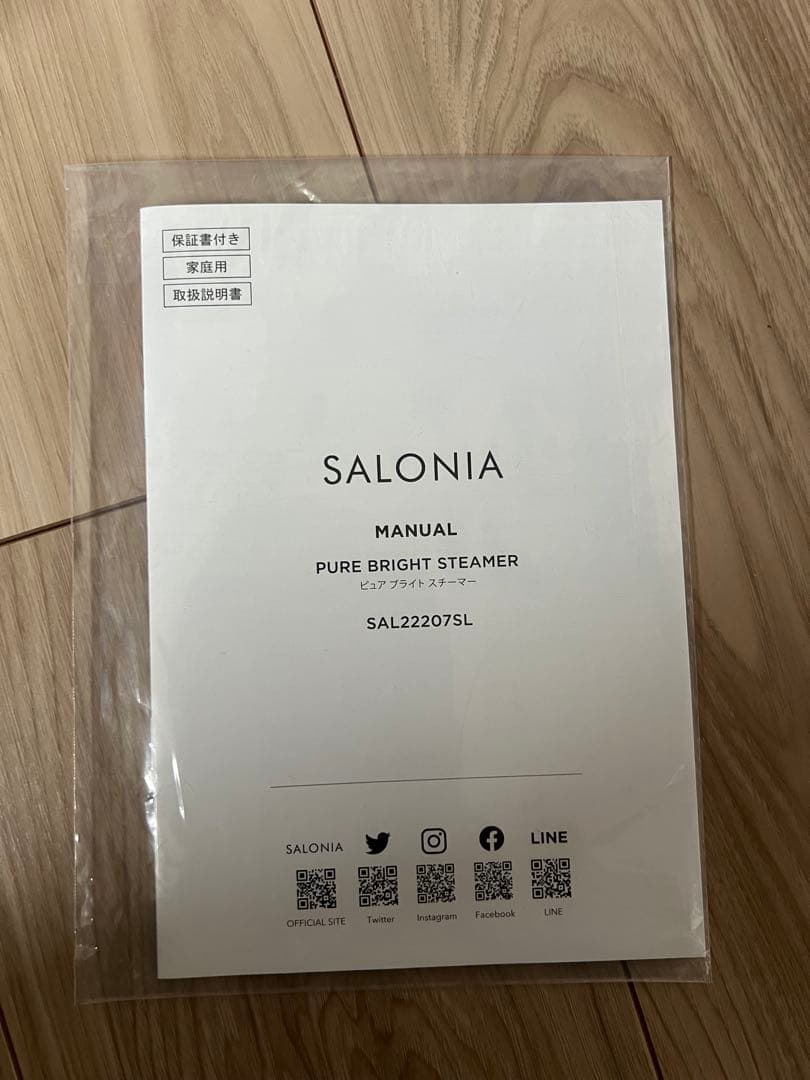 保証書付き
家庭用
取扱説明書
SALONIA
MANUAL
PURE BRIGHT STEAMER
ピュア ブライト スチーマー
SAL22207SL
SALONIA
LINE
OFFICIAL SITE
Twitter
Instagram
Facebook
LINE